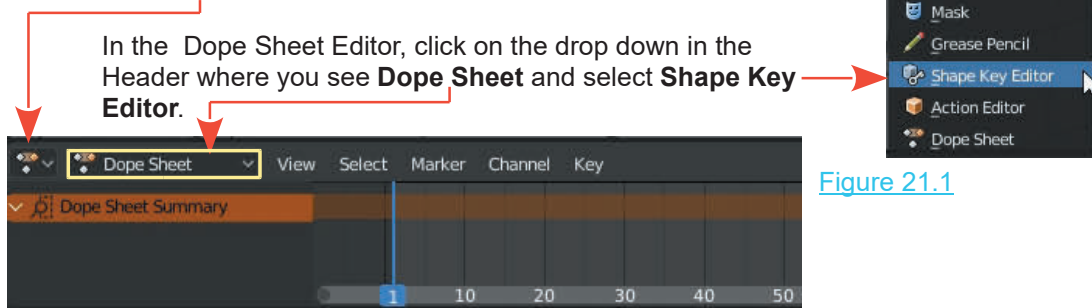 Mask
Grease Pencil
In the Dope Sheet Editor, click on the drop down in the
Header where you see Dope Sheet and select Shape Key
Editor.
Shape Key Editor
Action Editor
Dope Sheet
Dope Sheet View Select Marker Channel Key
Figure 21.1
Dope Sheet Summary
1 10 20 30 40 50